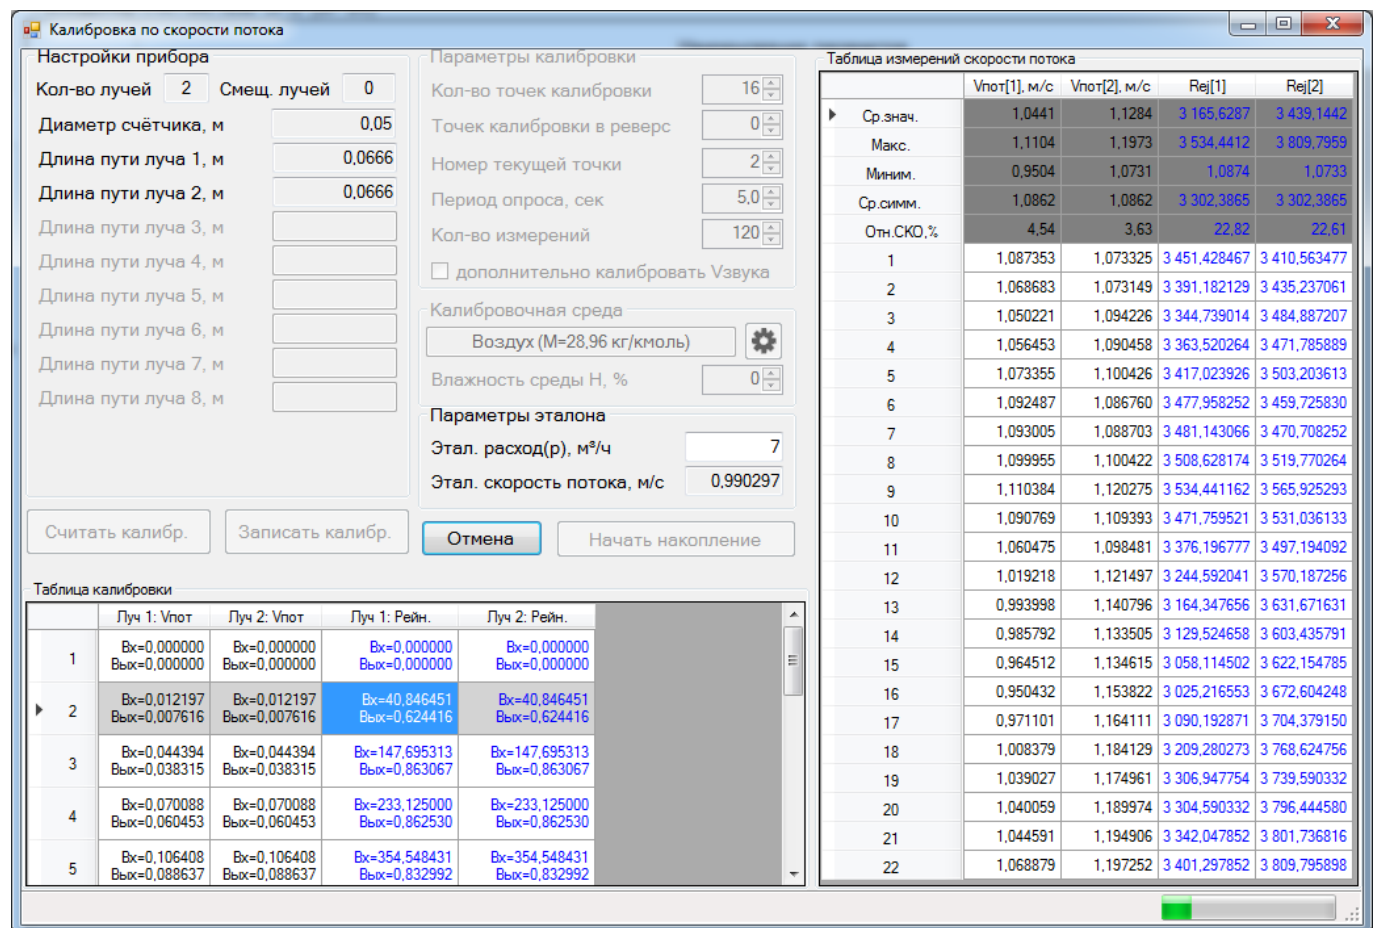 Калибровка по скорости потока
Настройки прибора
Кол-во лучей 2 Смещ. лучей 0
Диаметр счётчика, м 0,05
Длина пути луча 1, м 0,0666
Длина пути луча 2, м 0,0666
Длина пути луча 3, м
Длина пути луча 4, м
Длина пути луча 5, м
Длина пути луча 6, м
Длина пути луча 7, м
Длина пути луча 8, м
Считать калибр. Записать калибр.
Параметры калибровки
Кол-во точек калибровки 16
Точек калибровки в реверс 0
Номер текущей точки 2
Период опроса, сек 5,0
Кол-во измерений 120
дополнительно калибровать Vзвука
Калибровочная среда
Воздух (M=28,96 кг/кмоль)
Влажность среды H, % 0
Параметры эталона
Этал. расход(р), м³/ч 7
Этал. скорость потока, м/с 0,990297
Отмена Начать накопление
Таблица калибровки
Луч 1: Vпот Луч 2: Vпот Луч 1: Рейн. Луч 2: Рейн.
1 Вх=0,000000 Вх=0,000000 Вх=0,000000 Вх=0,000000
Вых=0,000000 Вых=0,000000 Вых=0,000000 Вых=0,000000
2 Вх=0,012197 Вх=0,012197 Вх=40,846451 Вх=40,846451
Вых=0,007616 Вых=0,007616 Вых=0,624416 Вых=0,624416
3 Вх=0,044394 Вх=0,044394 Вх=147,695313 Вх=147,695313
Вых=0,038315 Вых=0,038315 Вых=0,863067 Вых=0,863067
4 Вх=0,070088 Вх=0,070088 Вх=233,125000 Вх=233,125000
Вых=0,060453 Вых=0,060453 Вых=0,862530 Вых=0,862530
5 Вх=0,106408 Вх=0,106408 Вх=354,548431 Вх=354,548431
Вых=0,088637 Вых=0,088637 Вых=0,832992 Вых=0,832992
Таблица измерений скорости потока
Vпот[1], м/с Vпот[2], м/с Rej[1] Rej[2]
Ср.знач. 1,0441 1,1284 3 165,6287 3 439,1442
Макс. 1,1104 1,1973 3 534,4412 3 809,7959
Миним. 0,9504 1,0731 1,0874 1,0733
Ср.симм. 1,0862 1,0862 3 302,3865 3 302,3865
Отн.СКО,% 4,54 3,63 22,82 22,61
1 1,087353 1,073325 3 451,428467 3 410,563477
2 1,068683 1,073149 3 391,182129 3 435,237061
3 1,050221 1,094226 3 344,739014 3 484,887207
4 1,056453 1,090458 3 363,520264 3 471,785889
5 1,073355 1,100426 3 417,023926 3 503,203613
6 1,092487 1,086760 3 477,958252 3 459,725830
7 1,093005 1,088703 3 481,143066 3 470,708252
8 1,099955 1,100422 3 508,628174 3 519,770264
9 1,110384 1,120275 3 534,441162 3 565,925293
10 1,090769 1,109393 3 471,759521 3 531,036133
11 1,060475 1,098481 3 376,196777 3 497,194092
12 1,019218 1,121497 3 244,592041 3 570,187256
13 0,993998 1,140796 3 164,347656 3 631,671631
14 0,985792 1,133505 3 129,524658 3 603,435791
15 0,964512 1,134615 3 058,114502 3 622,154785
16 0,950432 1,153822 3 025,216553 3 672,604248
17 0,971101 1,164111 3 090,192871 3 704,379150
18 1,008379 1,184129 3 209,280273 3 768,624756
19 1,039027 1,174961 3 306,947754 3 739,590332
20 1,040059 1,189974 3 304,590332 3 796,444580
21 1,044591 1,194906 3 342,047852 3 801,736816
22 1,068879 1,197252 3 401,297852 3 809,795898